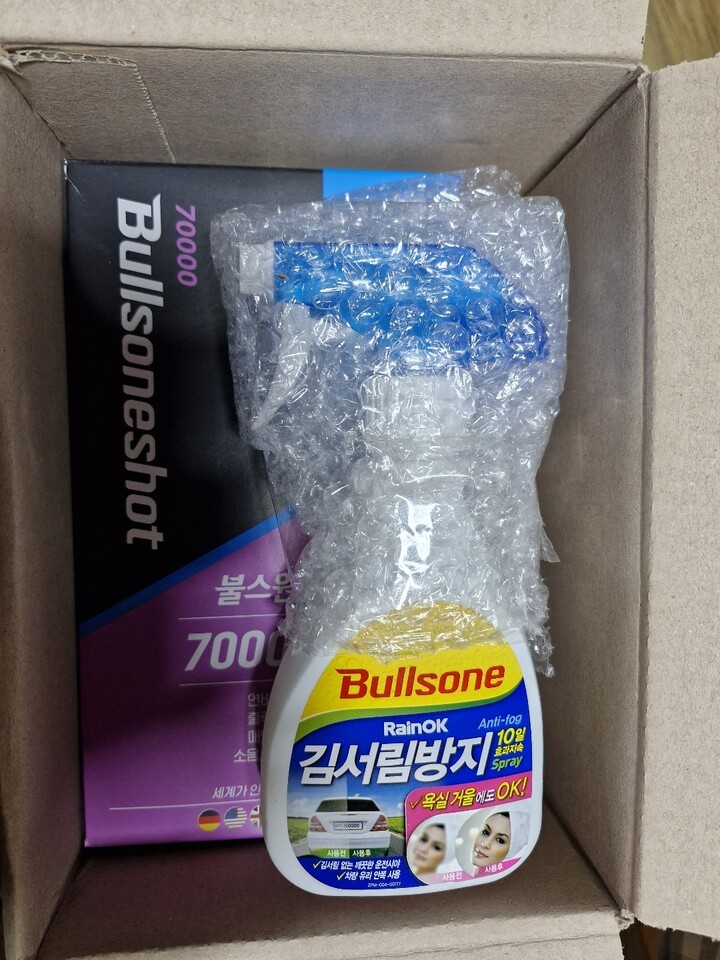 70000
Bullsoneshot
불스원
7000
세계가 인
Bullsone
RainOK
Anti-fog
김서림방지
10일
효과지속
Spray
✓욕실 거울에도 OK!
사용전 사용후
사용전 사용후
✓김서림 없는 깨끗한 운전시야
✓차량 유리 안쪽 사용